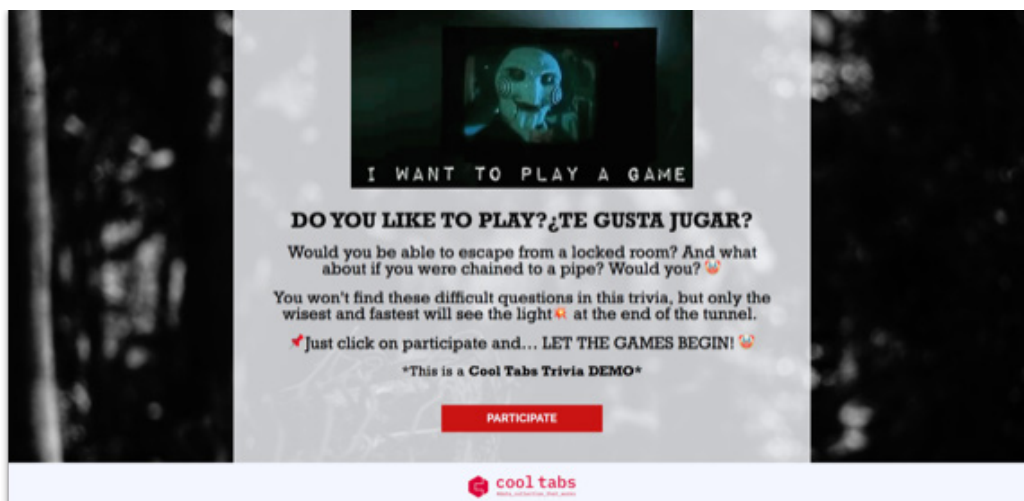 I WANT TO PLAY A GAME
DO YOU LIKE TO PLAY?¿TE GUSTA JUGAR?
Would you be able to escape from a locked room? And what
about if you were chained to a pipe? Would you? 🤡
You won't find these difficult questions in this trivia, but only the
wisest and fastest will see the light💥 at the end of the tunnel.
📌Just click on participate and... LET THE GAMES BEGIN! 🤡
*This is a Cool Tabs Trivia DEMO*
PARTICIPATE
cool tabs
#data_collection_that_works